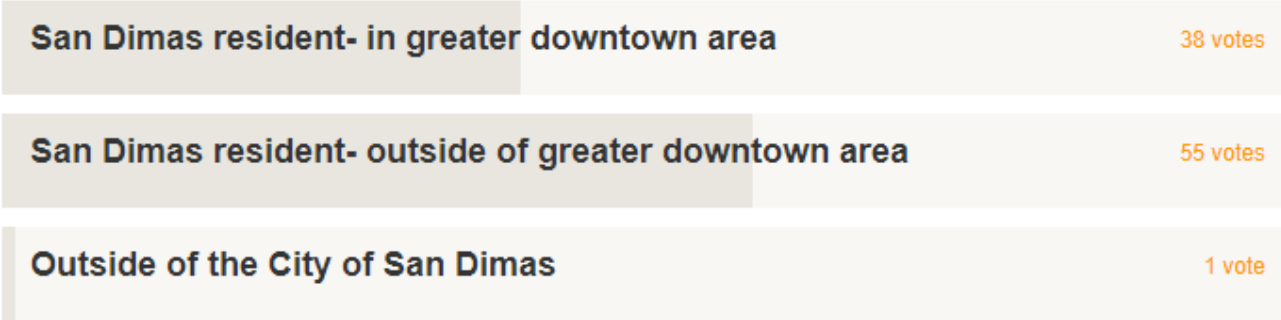 San Dimas resident- in greater downtown area
38 votes
San Dimas resident- outside of greater downtown area
55 votes
Outside of the City of San Dimas
1 vote